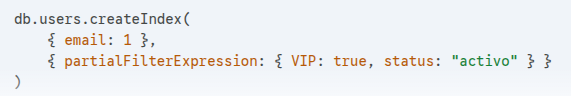 db.users.createIndex(
    { email: 1 },
    { partialFilterExpression: { VIP: true, status: "activo" } }
)